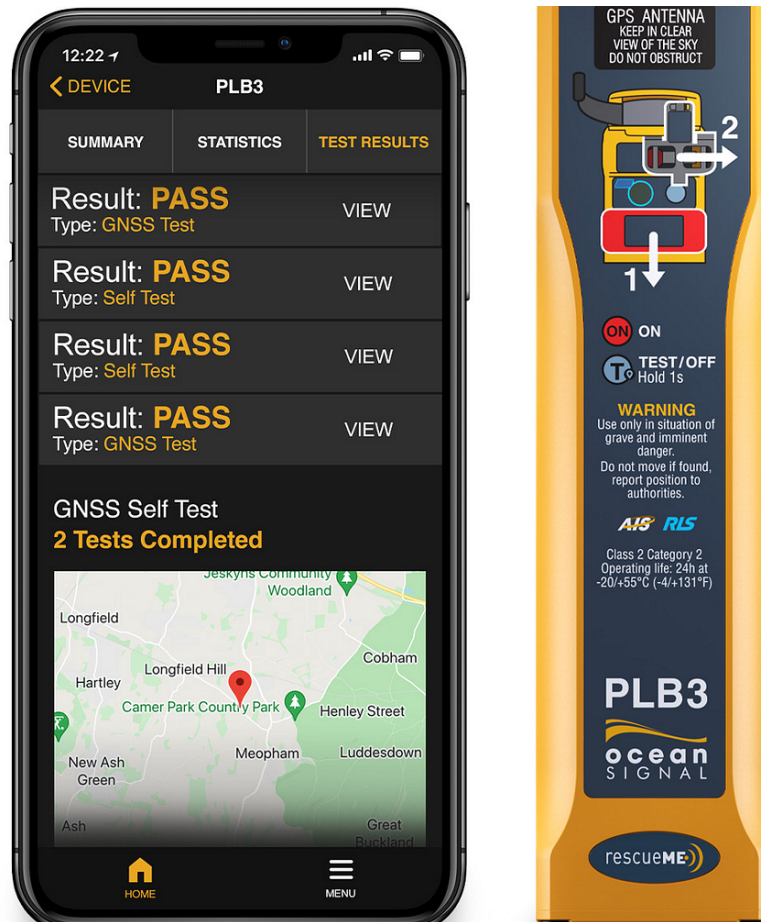 12:22
DEVICE
PLB3
SUMMARY
STATISTICS
TEST RESULTS
Result: PASS
Type: GNSS Test
VIEW
Result: PASS
Type: Self Test
VIEW
Result: PASS
Type: Self Test
VIEW
Result: PASS
Type: GNSS Test
VIEW
GNSS Self Test
2 Tests Completed
Jeskyns Community
Woodland
Longfield
Longfield Hill
Cobham
Hartley
Camer Park Country Park
Henley Street
New Ash
Green
Meopham
Luddesdown
Ash
Great
Buckland
HOME
MENU
GPS ANTENNA
KEEP IN CLEAR
VIEW OF THE SKY
DO NOT OBSTRUCT
2
1
ON ON
T TEST/OFF
Hold 1s
WARNING
Use only in situation of
grave and imminent
danger.
Do not move if found,
report position to
authorities.
AIS RLS
Class 2 Category 2
Operating life: 24h at
-20/+55°C (-4/+131°F)
PLB3
ocean
SIGNAL
rescueME